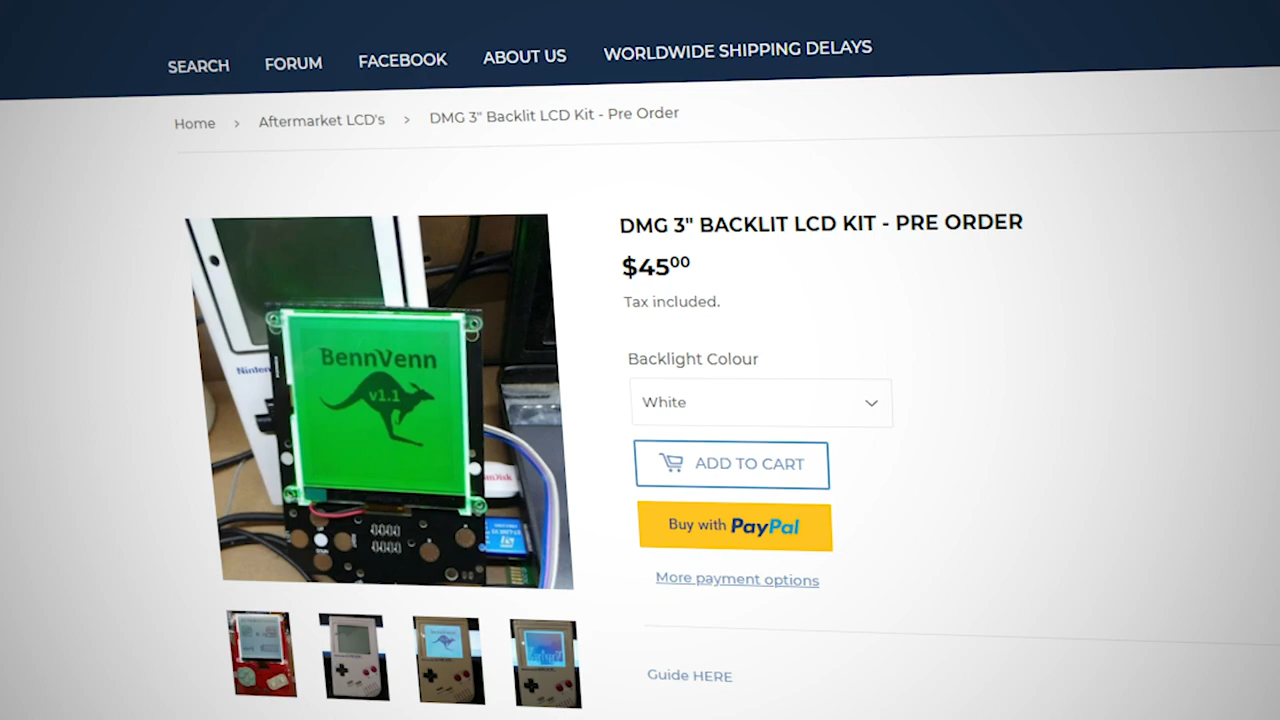 SEARCH FORUM FACEBOOK ABOUT US WORLDWIDE SHIPPING DELAYS
Home › Aftermarket LCD's › DMG 3" Backlit LCD Kit - Pre Order
DMG 3" BACKLIT LCD KIT - PRE ORDER
$45⁰⁰
Tax included.
Backlight Colour
White
ADD TO CART
Buy with PayPal
More payment options
Guide HERE
BennVenn
v1.1